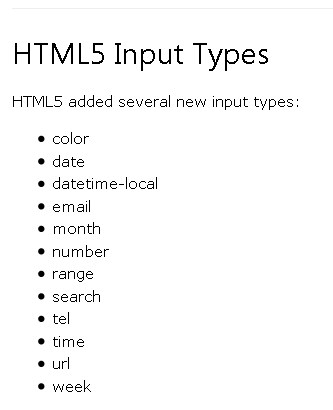 HTML5 Input Types
HTML5 added several new input types:
• color
• date
• datetime-local
• email
• month
• number
• range
• search
• tel
• time
• url
• week